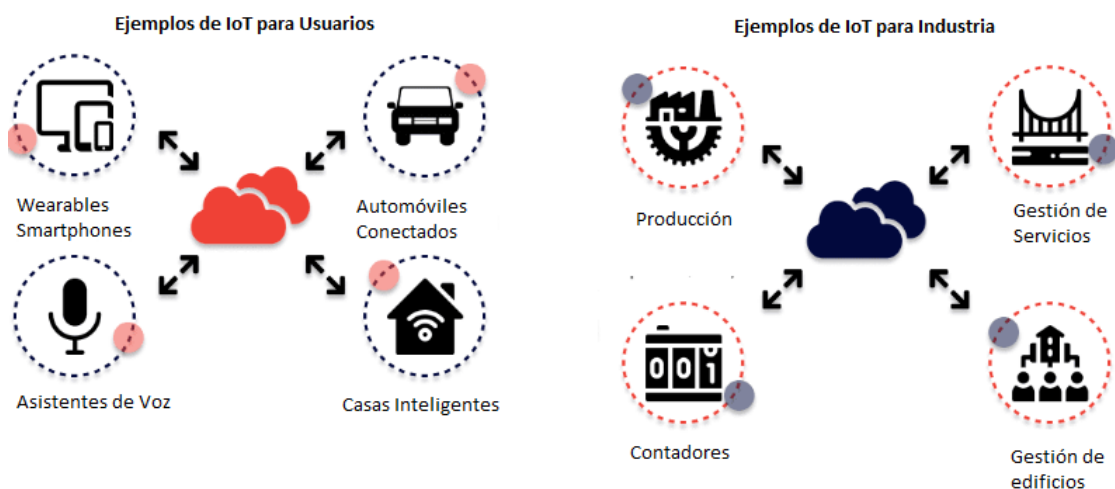 Ejemplos de IoT para Usuarios
Wearables
Smartphones
Automóviles
Conectados
Asistentes de Voz
Casas Inteligentes
Ejemplos de IoT para Industria
Producción
Gestión de
Servicios
001
Contadores
Gestión de
edificios